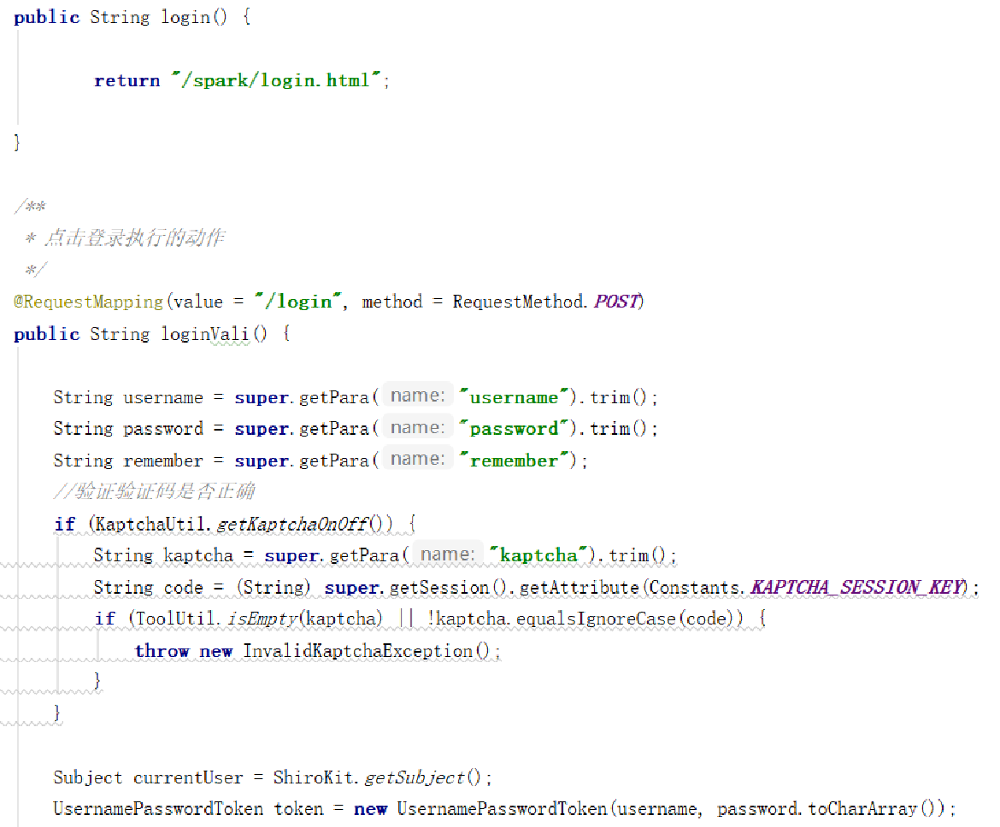 public String login() {
return "/spark/login.html";
}
/**
* 点击登录执行的动作
*/
@RequestMapping(value = "/login", method = RequestMethod.POST)
public String loginVali() {
String username = super.getPara( name: "username").trim();
String password = super.getPara( name: "password").trim();
String remember = super.getPara( name: "remember");
//验证验证码是否正确
if (KaptchaUtil.getKaptchaOnOff()) {
String kaptcha = super.getPara( name: "kaptcha").trim();
String code = (String) super.getSession().getAttribute(Constants.KAPTCHA_SESSION_KEY);
if (ToolUtil.isEmpty(kaptcha) || !kaptcha.equalsIgnoreCase(code)) {
throw new InvalidKaptchaException();
}
}
Subject currentUser = ShiroKit.getSubject();
UsernamePasswordToken token = new UsernamePasswordToken(username, password.toCharArray());